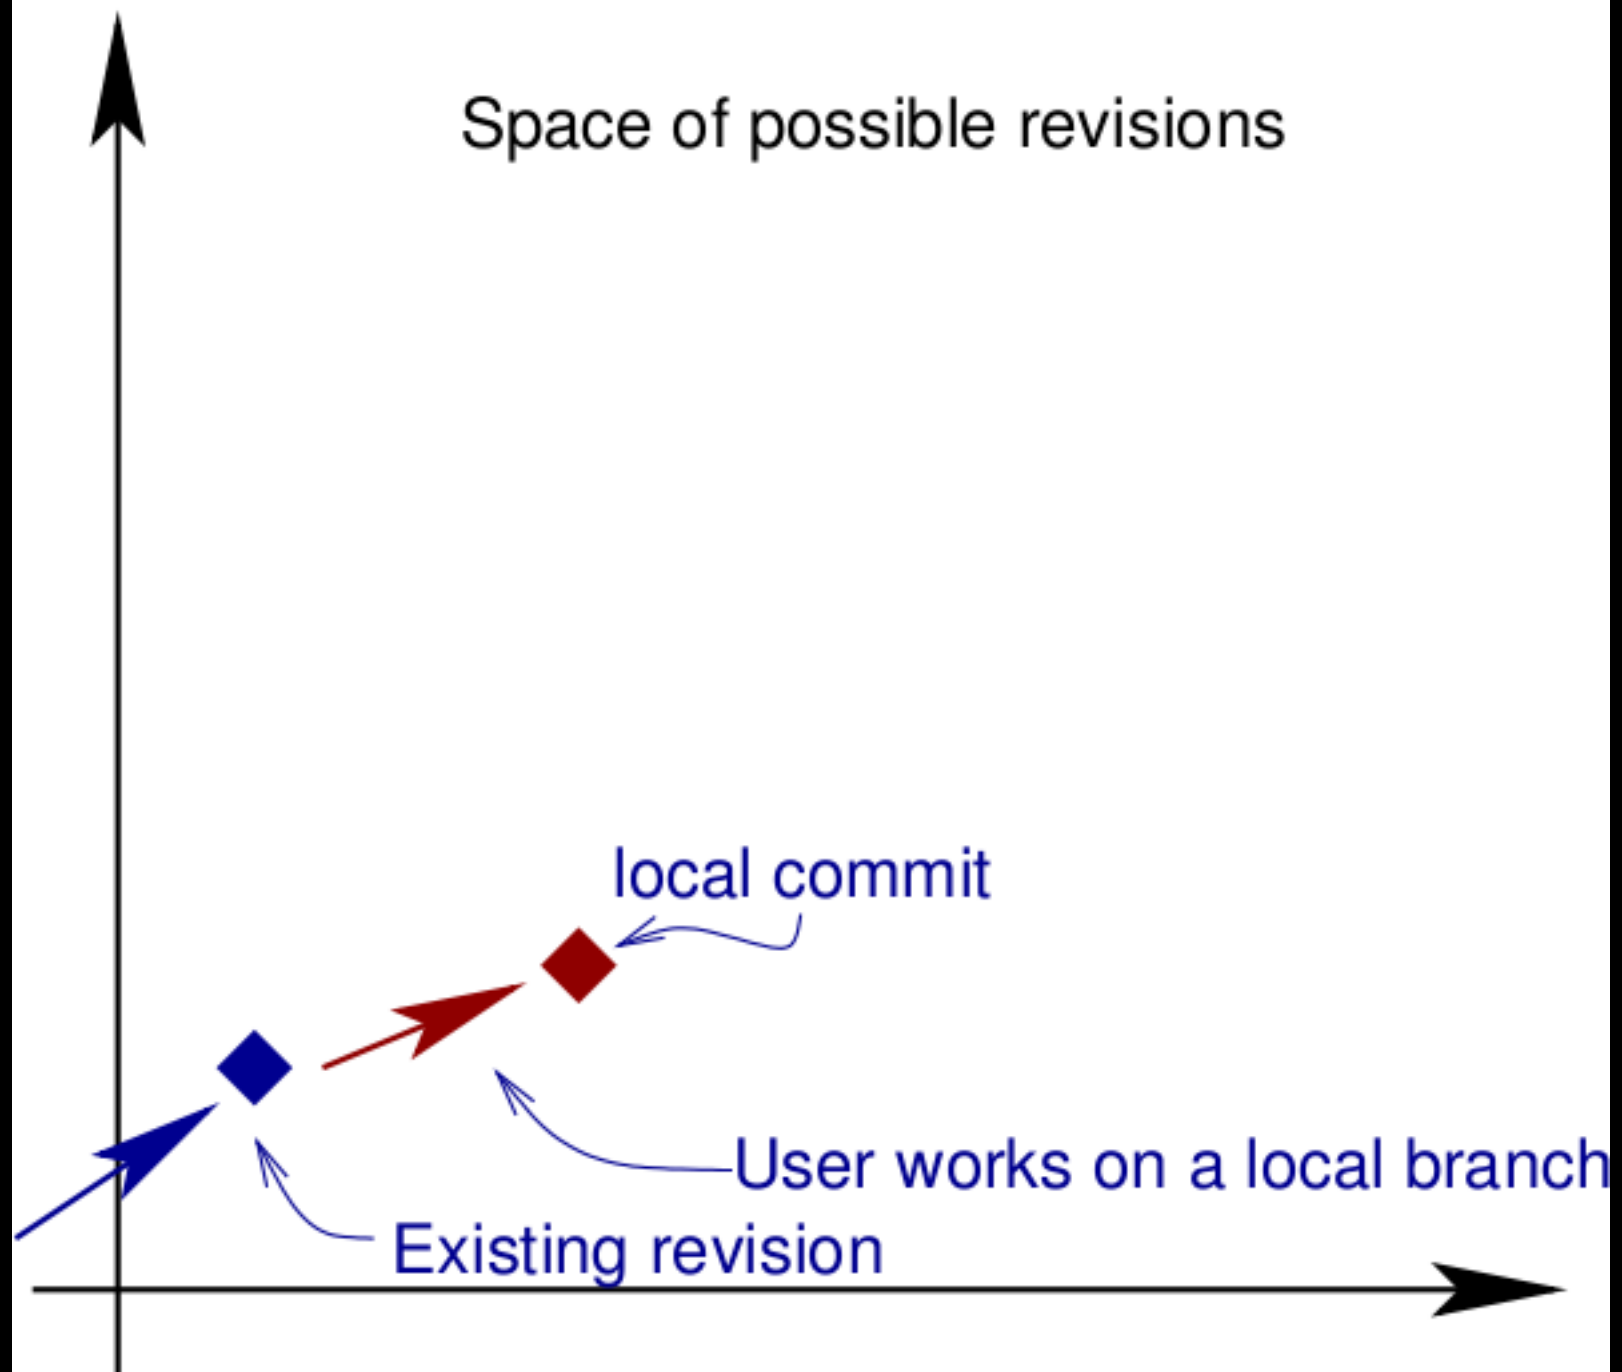 Space of possible revisions
local commit
User works on a local branch
Existing revision